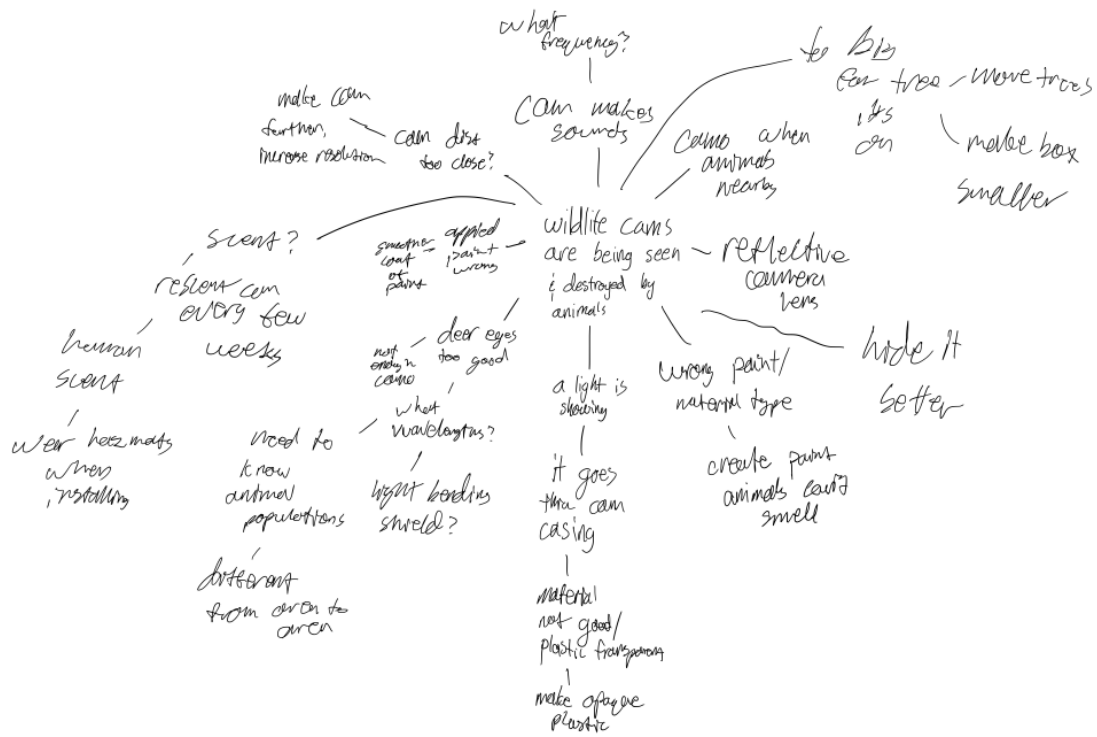 what
frequency?
cam makes
sounds
too big
for tree
its
on
move trees
make box
smaller
make cam
further,
increase resolution
cam dist
too close?
camo when
animals
nearby
scent?
rescent cam
every few
weeks
human
scent
wear hazmats
when
installing
smoother
coat
of
paint
applied
paint
wrong
wildlife cams
are being seen
& destroyed by
animals
reflective
camera
lens
hide it
better
wrong paint/
material type
create paint
animals can't
smell
deer eyes
too good
not
enough
camo
what
wavelengths?
need to
know
animal
populations
different
from area to
area
light bending
shield?
a light is
showing
it goes
thru cam
casing
material
not good/
plastic transparent
make opaque
plastic